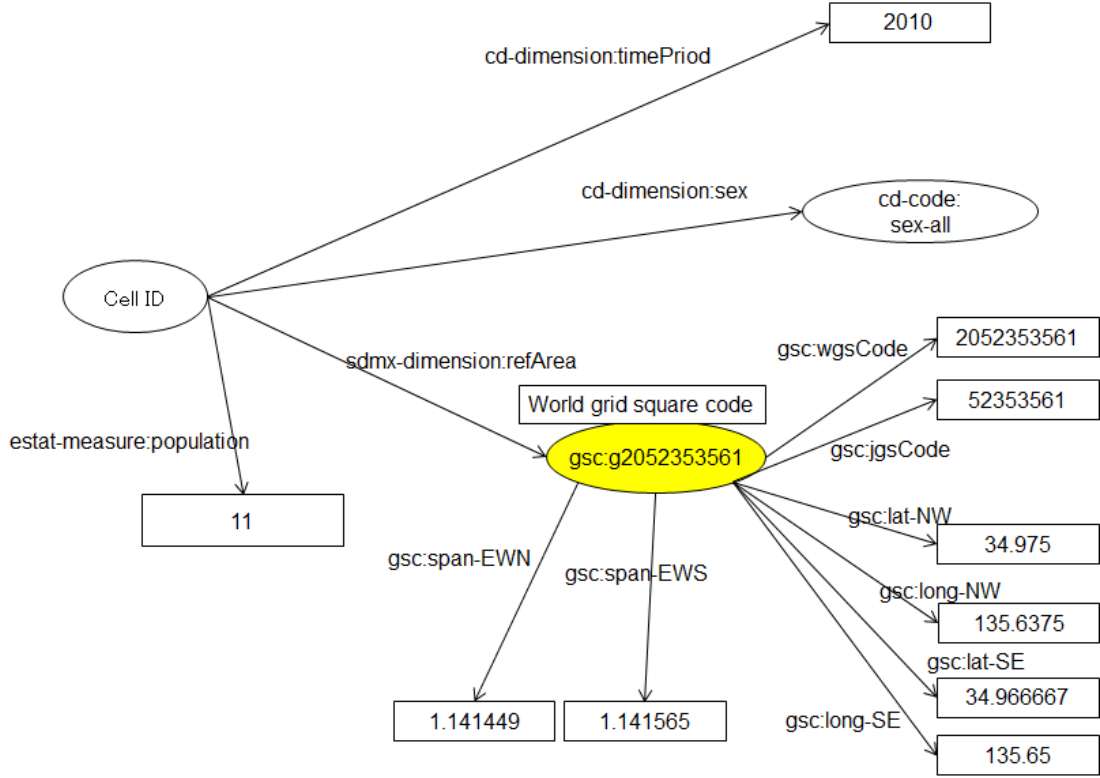 2010
cd-dimension:timePriod
cd-dimension:sex
cd-code:
sex-all
Cell ID
sdmx-dimension:refArea
gsc:wgsCode
2052353561
World grid square code
52353561
estat-measure:population
gsc:g2052353561
gsc:jgsCode
11
gsc:lat-NW
34.975
gsc:span-EWN
gsc:span-EWS
gsc:long-NW
135.6375
gsc:lat-SE
34.966667
1.141449
1.141565
gsc:long-SE
135.65